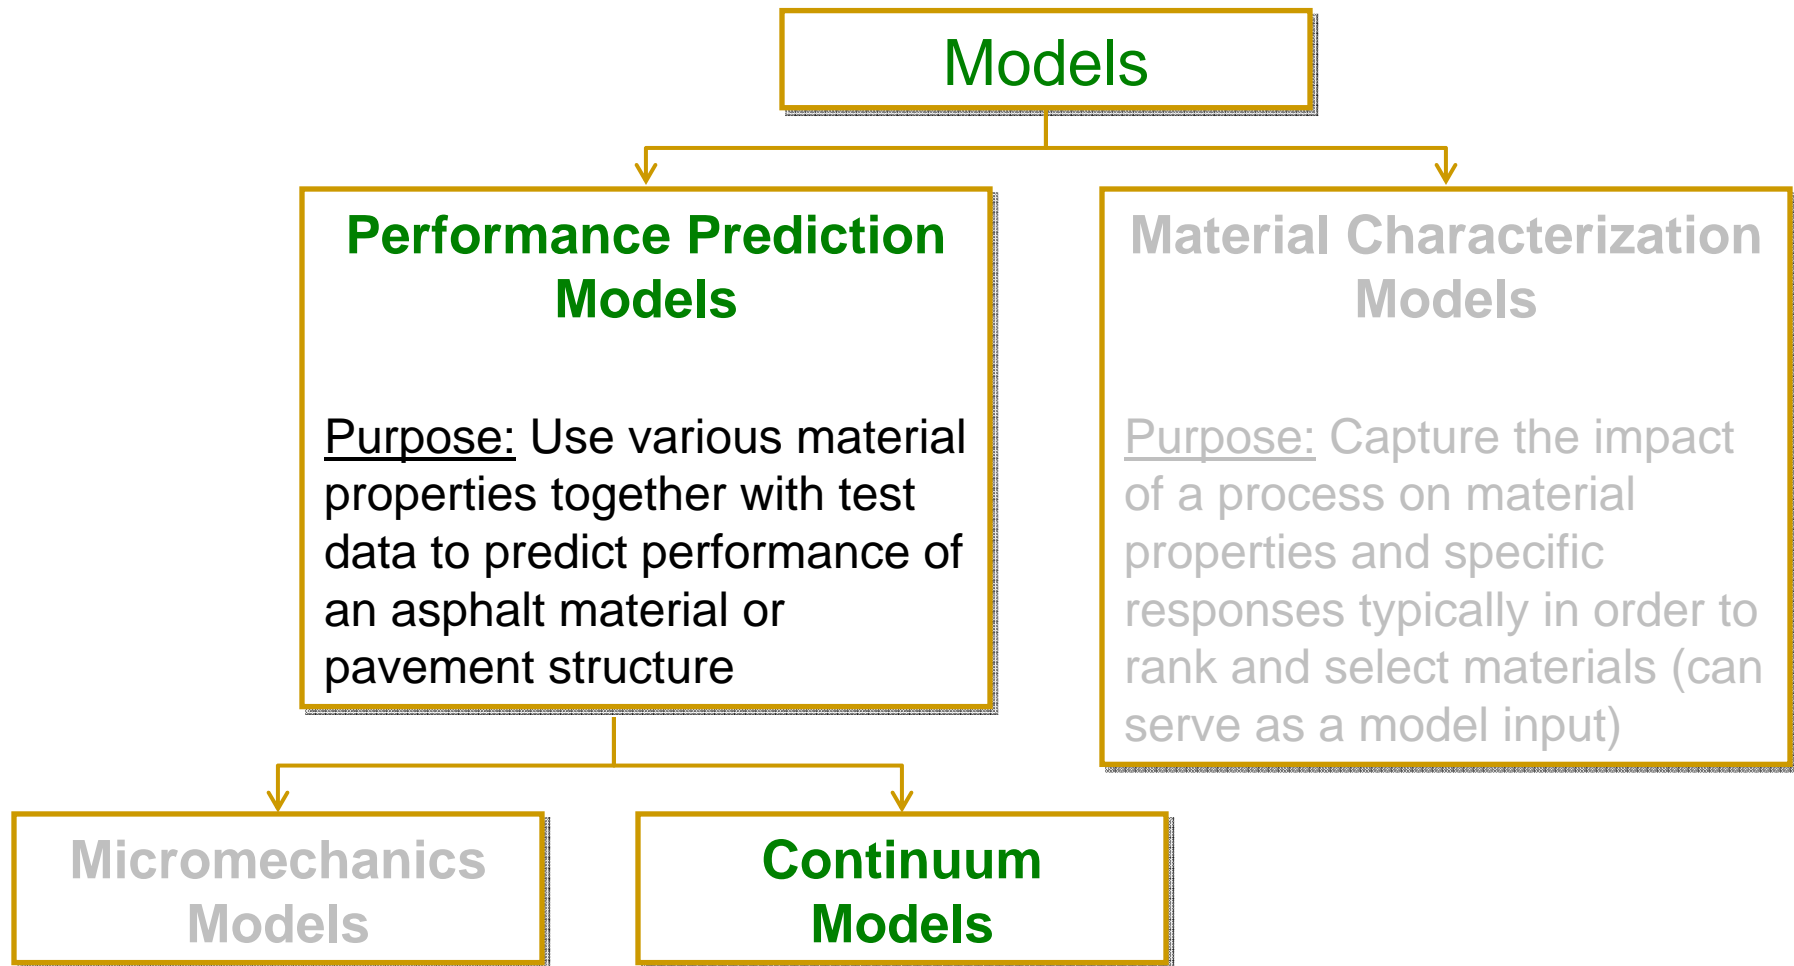 Models
Performance Prediction
Models
Purpose: Use various material
properties together with test
data to predict performance of
an asphalt material or
pavement structure
Material Characterization
Models
Purpose: Capture the impact
of a process on material
properties and specific
responses typically in order to
rank and select materials (can
serve as a model input)
Micromechanics
Models
Continuum
Models